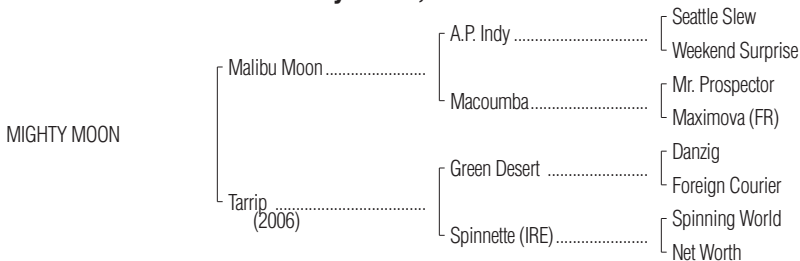 Seattle Slew
A.P. Indy ................................
Weekend Surprise
Malibu Moon ........................
Mr. Prospector
Macoumba............................
Maximova (FR)
MIGHTY MOON
Danzig
Green Desert ........................
Foreign Courier
Tarrip ....................................
(2006)
Spinning World
Spinnette (IRE)......................
Net Worth